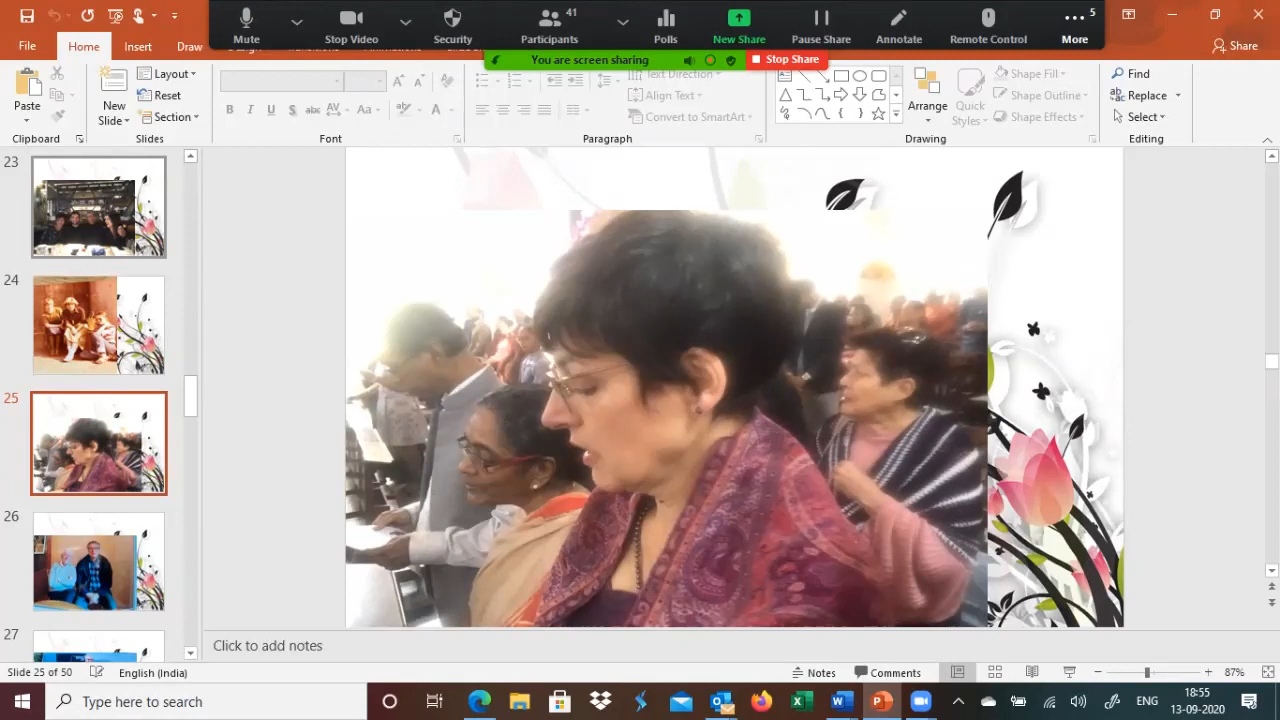 Mute
Stop Video
Security
41
Participants
Polls
New Share
Pause Share
Annotate
Remote Control
5
More
You are screen sharing
Stop Share
File
Home
Insert
Draw
Share
Paste
New
Slide
Layout
Reset
Section
Text Direction
Align Text
Convert to SmartArt
Arrange
Quick
Styles
Shape Fill
Shape Outline
Shape Effects
Find
Replace
Select
Clipboard
Slides
Font
Paragraph
Drawing
Editing
23
24
25
26
27
Click to add notes
Slide 25 of 50
English (India)
Notes
Comments
87%
Type here to search
ENG
18:55
13-09-2020